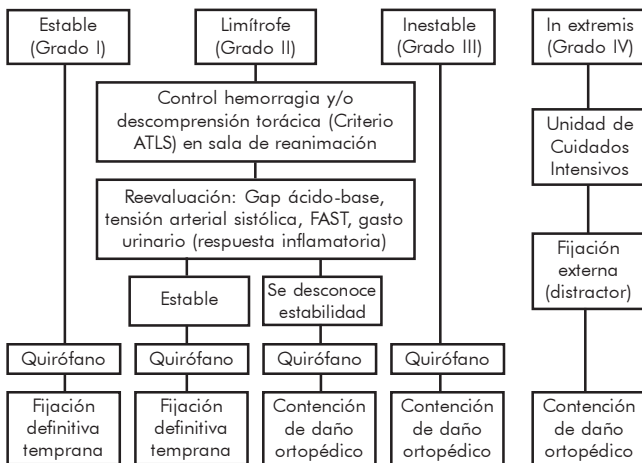 Estable
(Grado I)
Limítrofe
(Grado II)
Inestable
(Grado III)
In extremis
(Grado IV)
Control hemorragia y/o
descomprensión torácica (Criterio
ATLS) en sala de reanimación
Unidad de
Cuidados
Intensivos
Reevaluación: Gap ácido-base,
tensión arterial sistólica, FAST, gasto
urinario (respuesta inflamatoria)
Fijación
externa
(distractor)
Estable
Se desconoce
estabilidad
Quirófano
Quirófano
Quirófano
Quirófano
Fijación
definitiva
temprana
Fijación
definitiva
temprana
Contención
de daño
ortopédico
Contención
de daño
ortopédico
Contención
de daño
ortopédico